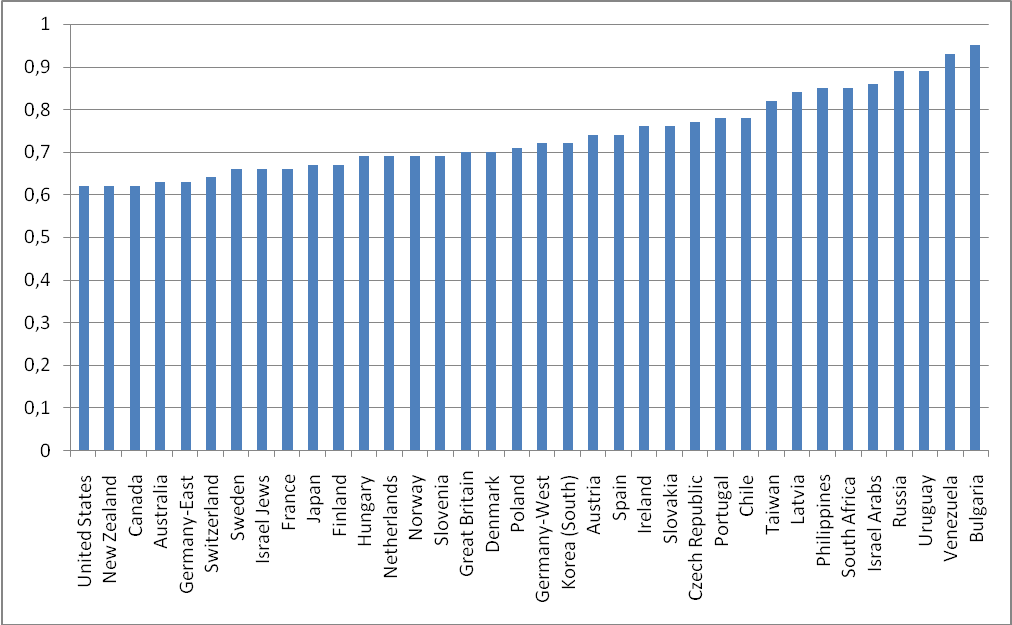 1
0,9
0,8
0,7
0,6
0,5
0,4
0,3
0,2
0,1
0
United States
New Zealand
Canada
Australia
Germany-East
Switzerland
Sweden
Israel Jews
France
Japan
Finland
Hungary
Netherlands
Norway
Slovenia
Great Britain
Denmark
Poland
Germany-West
Korea (South)
Austria
Spain
Ireland
Slovakia
Czech Republic
Portugal
Chile
Taiwan
Latvia
Philippines
South Africa
Israel Arabs
Russia
Uruguay
Venezuela
Bulgaria